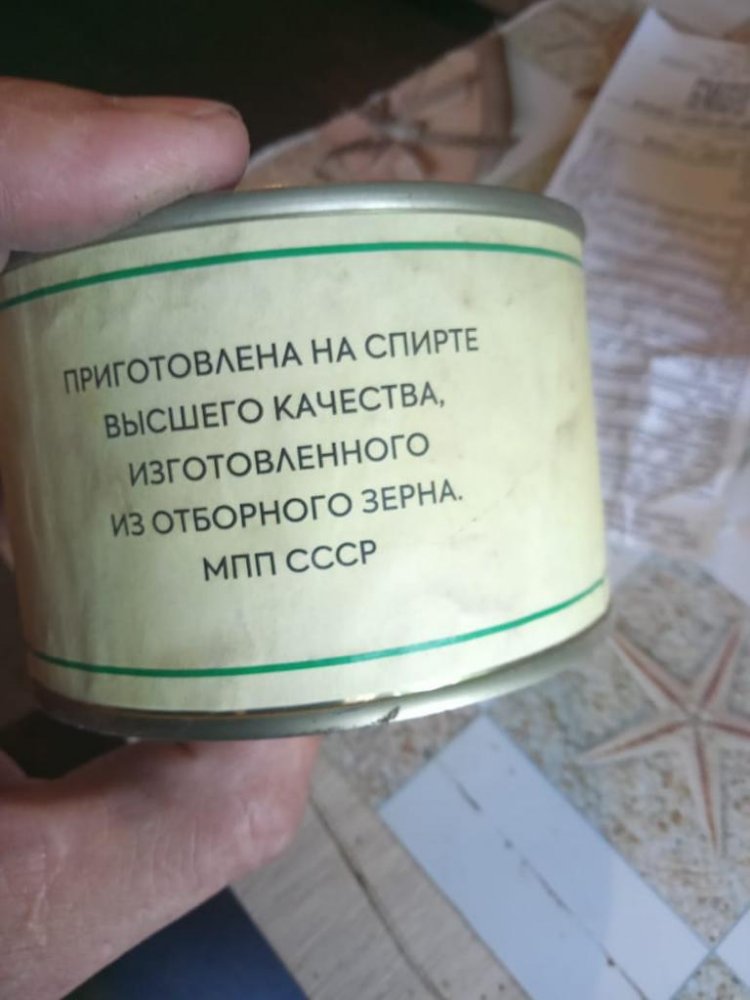 ПРИГОТОВЛЕНА НА СПИРТЕ
ВЫСШЕГО КАЧЕСТВА,
ИЗГОТОВЛЕННОГО
ИЗ ОТБОРНОГО ЗЕРНА.
МПП СССР